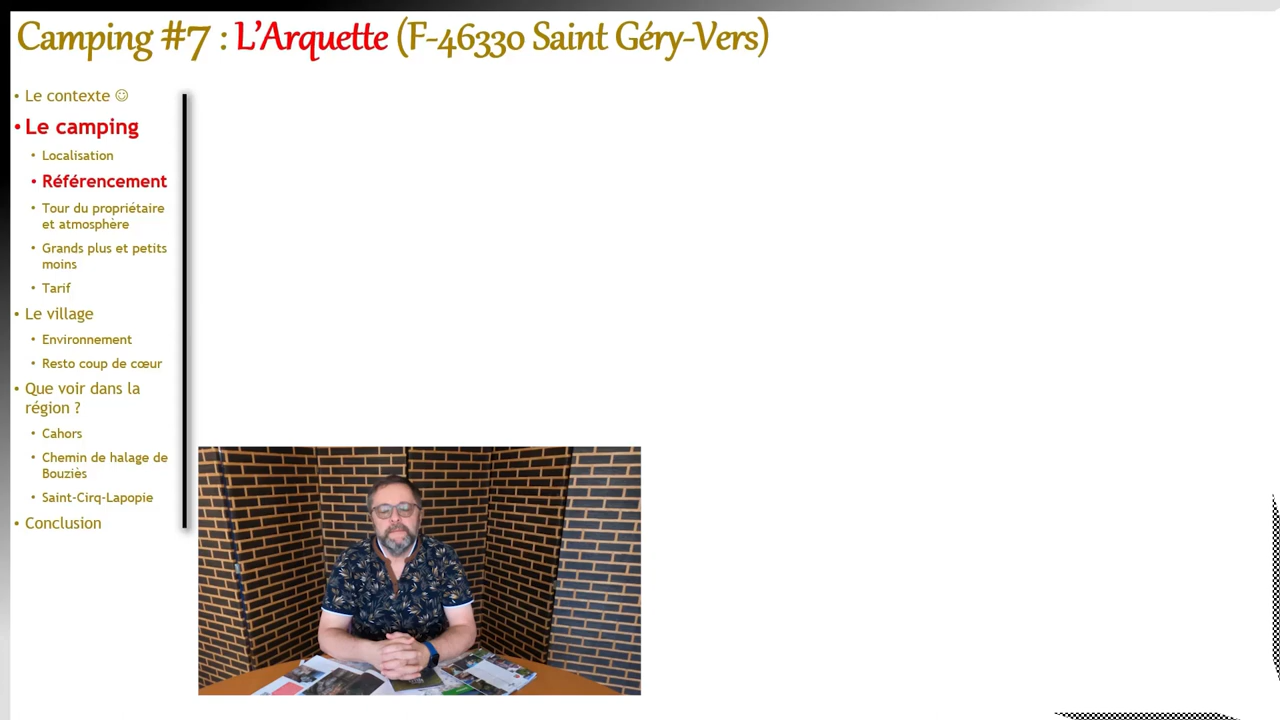 Camping #7 : L’Arquette (F-46330 Saint Géry-Vers)
• Le contexte ☺
• Le camping
• Localisation
• Référencement
• Tour du propriétaire
et atmosphère
• Grands plus et petits
moins
• Tarif
• Le village
• Environnement
• Resto coup de cœur
• Que voir dans la
région ?
• Cahors
• Chemin de halage de
Bouziès
• Saint-Cirq-Lapopie
• Conclusion